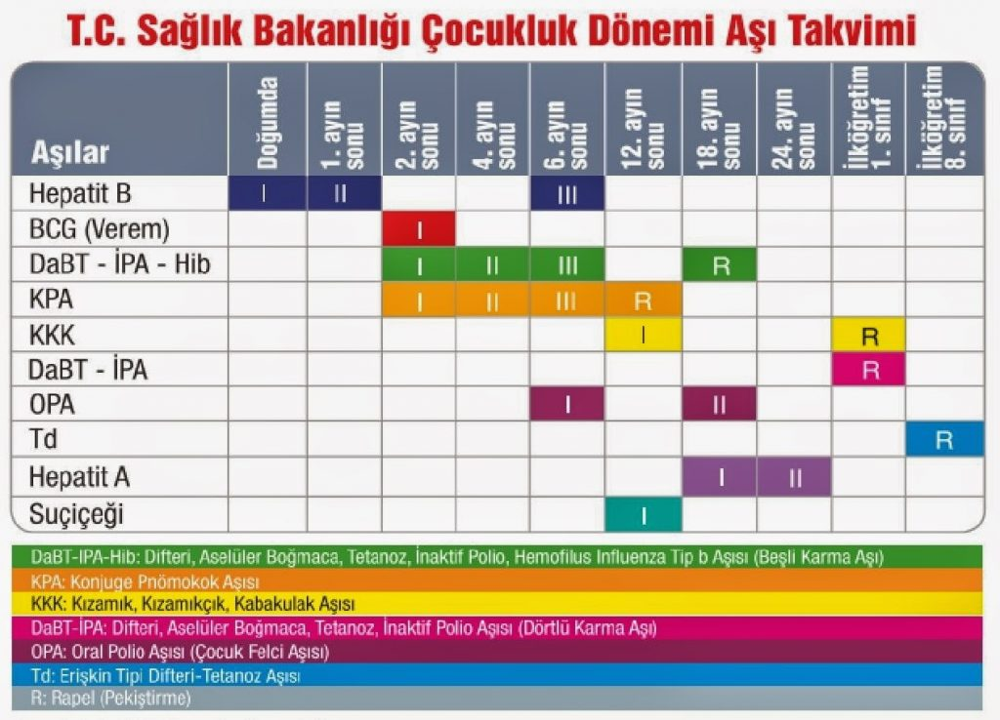 T.C. Sağlık Bakanlığı Çocukluk Dönemi Aşı Takvimi
Aşılar Doğumda 1. ayın sonu 2. ayın sonu 4. ayın sonu 6. ayın sonu 12. ayın sonu 18. ayın sonu 24. ayın sonu İlköğretim 1. sınıf İlköğretim 8. sınıf
Hepatit B I II III
BCG (Verem) I
DaBT - İPA - Hib I II III R
KPA I II III R
KKK I R
DaBT - İPA R
OPA I II
Td R
Hepatit A I II
Suçiçeği I
DaBT-IPA-Hib: Difteri, Aselüler Boğmaca, Tetanoz, İnaktif Polio, Hemofilus Influenza Tip b Aşısı (Beşli Karma Aşı)
KPA: Konjuge Pnömokok Aşısı
KKK: Kızamık, Kızamıkçık, Kabakulak Aşısı
DaBT-İPA: Difteri, Aselüler Boğmaca, Tetanoz, İnaktif Polio Aşısı (Dörtlü Karma Aşı)
OPA: Oral Polio Aşısı (Çocuk Felci Aşısı)
Td: Erişkin Tipi Difteri-Tetanoz Aşısı
R: Rapel (Pekiştirme)